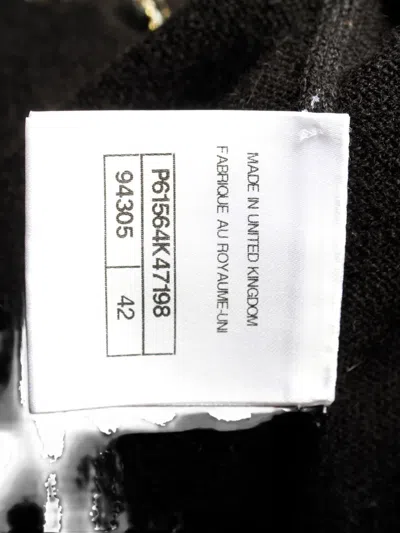 MADE IN UNITED KINGDOM
FABRIQUE AU ROYAUME-UNI
P61564K47198
94305 42